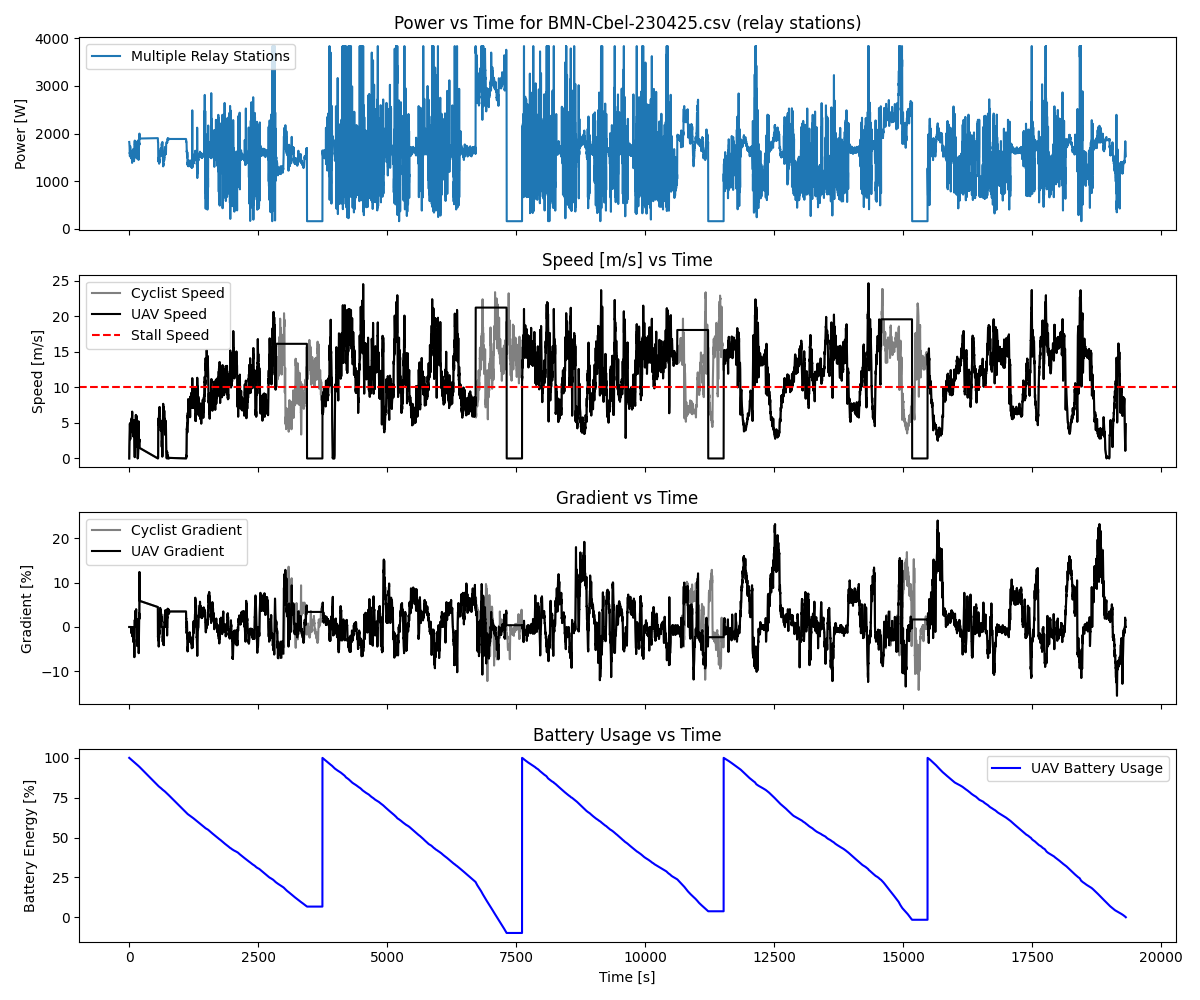 Power vs Time for BMN-Cbel-230425.csv (relay stations)
4000
3000
2000
1000
0
Power [W]
Multiple Relay Stations
Speed [m/s] vs Time
25
20
15
10
5
0
Speed [m/s]
Cyclist Speed
UAV Speed
Stall Speed
Gradient vs Time
20
10
0
−10
Gradient [%]
Cyclist Gradient
UAV Gradient
Battery Usage vs Time
100
75
50
25
0
Battery Energy [%]
UAV Battery Usage
0 2500 5000 7500 10000 12500 15000 17500 20000
Time [s]